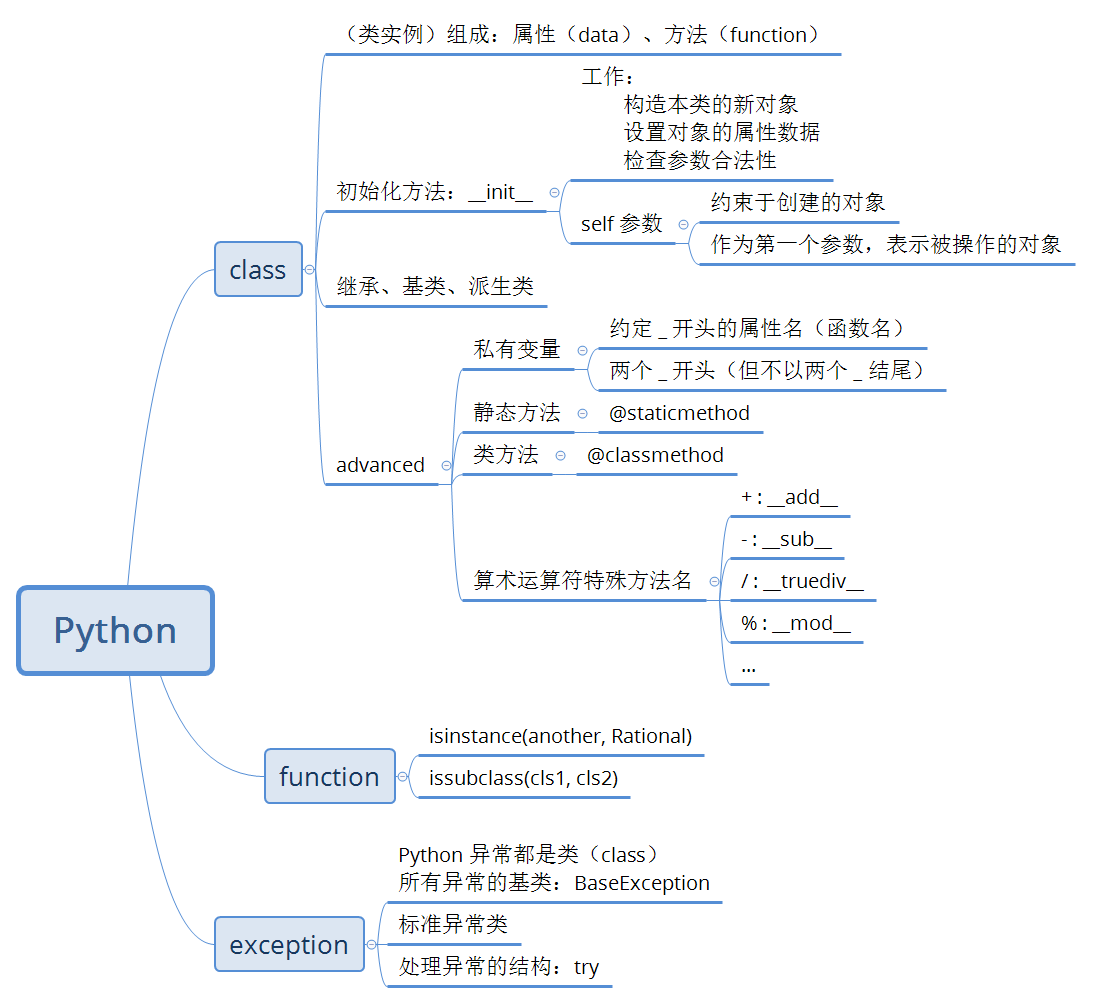 Python
class
（类实例）组成：属性（data）、方法（function）
初始化方法：__init__
工作：
构造本类的新对象
设置对象的属性数据
检查参数合法性
self 参数
约束于创建的对象
作为第一个参数，表示被操作的对象
继承、基类、派生类
advanced
私有变量
约定 _ 开头的属性名（函数名）
两个 _ 开头（但不以两个 _ 结尾）
静态方法
@staticmethod
类方法
@classmethod
算术运算符特殊方法名
+ : __add__
- : __sub__
/ : __truediv__
% : __mod__
...
function
isinstance(another, Rational)
issubclass(cls1, cls2)
exception
Python 异常都是类（class）
所有异常的基类：BaseException
标准异常类
处理异常的结构：try